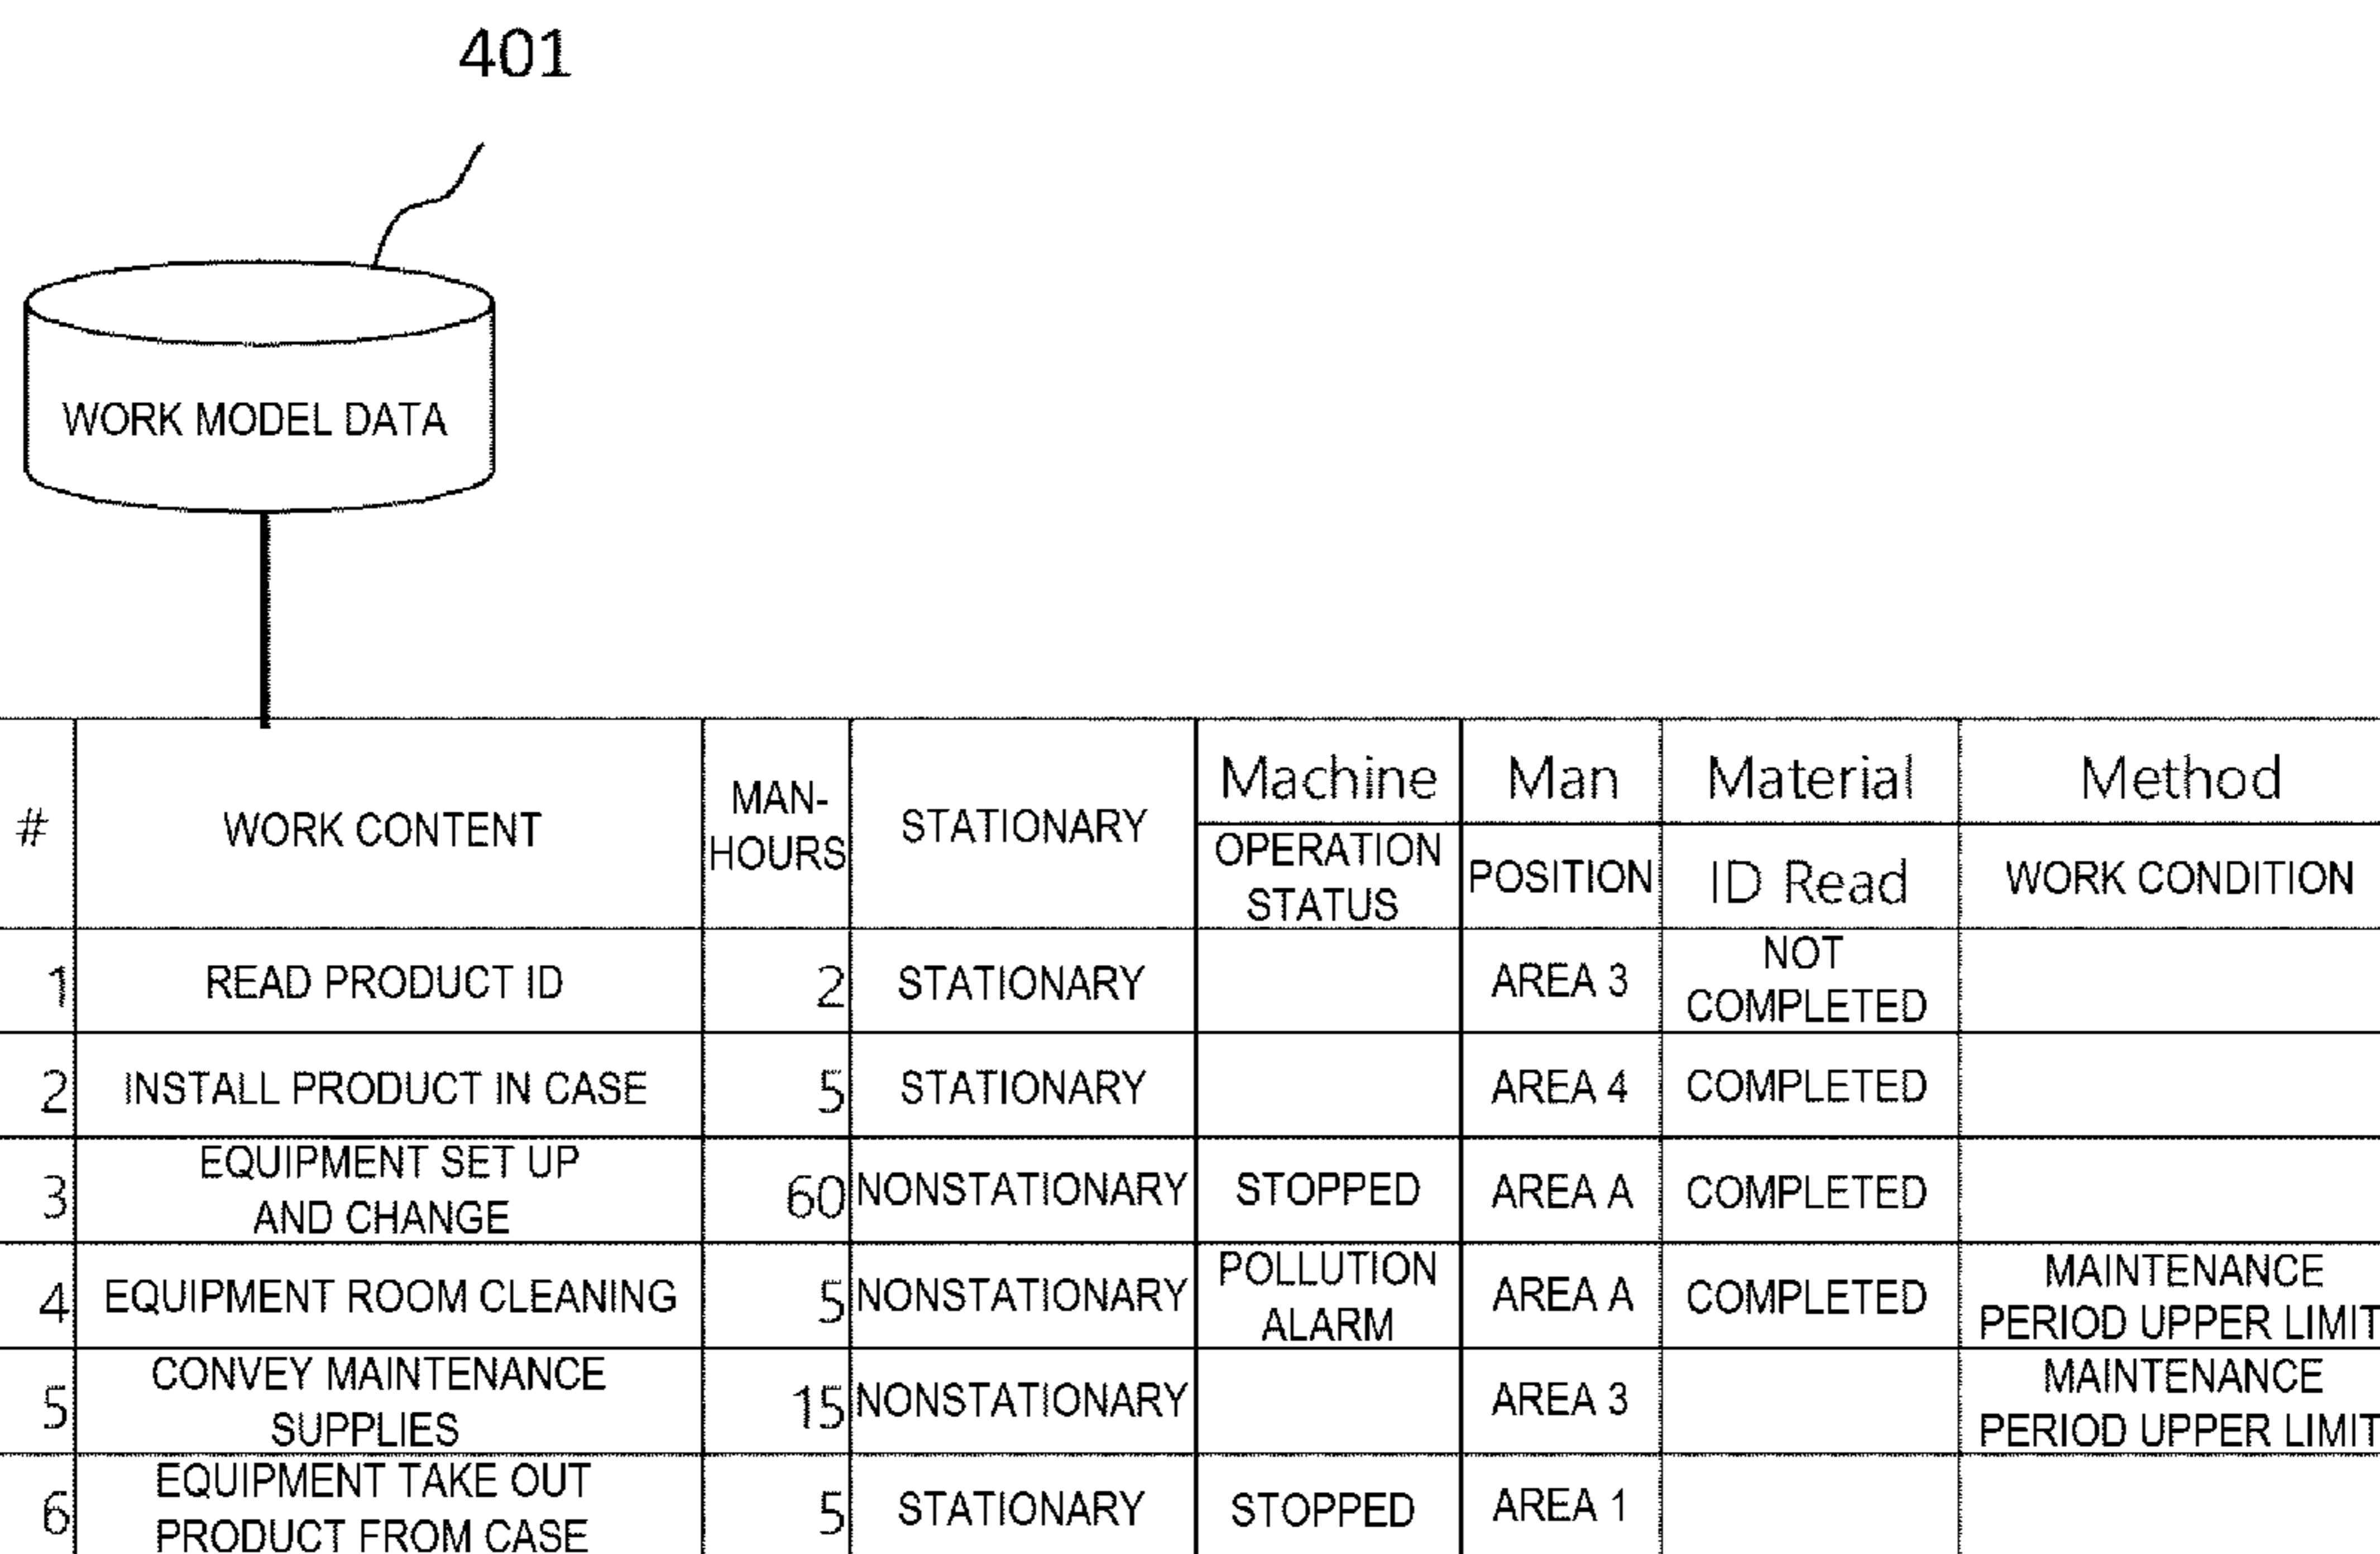 401
WORK MODEL DATA
#
WORK CONTENT
MAN-
HOURS
STATIONARY
Machine
OPERATION
STATUS
Man
POSITION
Material
ID Read
Method
WORK CONDITION
1
READ PRODUCT ID
2
STATIONARY
AREA 3
NOT
COMPLETED
2
INSTALL PRODUCT IN CASE
5
STATIONARY
AREA 4
COMPLETED
3
EQUIPMENT SET UP
AND CHANGE
60
NONSTATIONARY
STOPPED
AREA A
COMPLETED
4
EQUIPMENT ROOM CLEANING
5
NONSTATIONARY
POLLUTION
ALARM
AREA A
COMPLETED
MAINTENANCE
PERIOD UPPER LIMIT
5
CONVEY MAINTENANCE
SUPPLIES
15
NONSTATIONARY
AREA 3
MAINTENANCE
PERIOD UPPER LIMIT
6
EQUIPMENT TAKE OUT
PRODUCT FROM CASE
5
STATIONARY
STOPPED
AREA 1